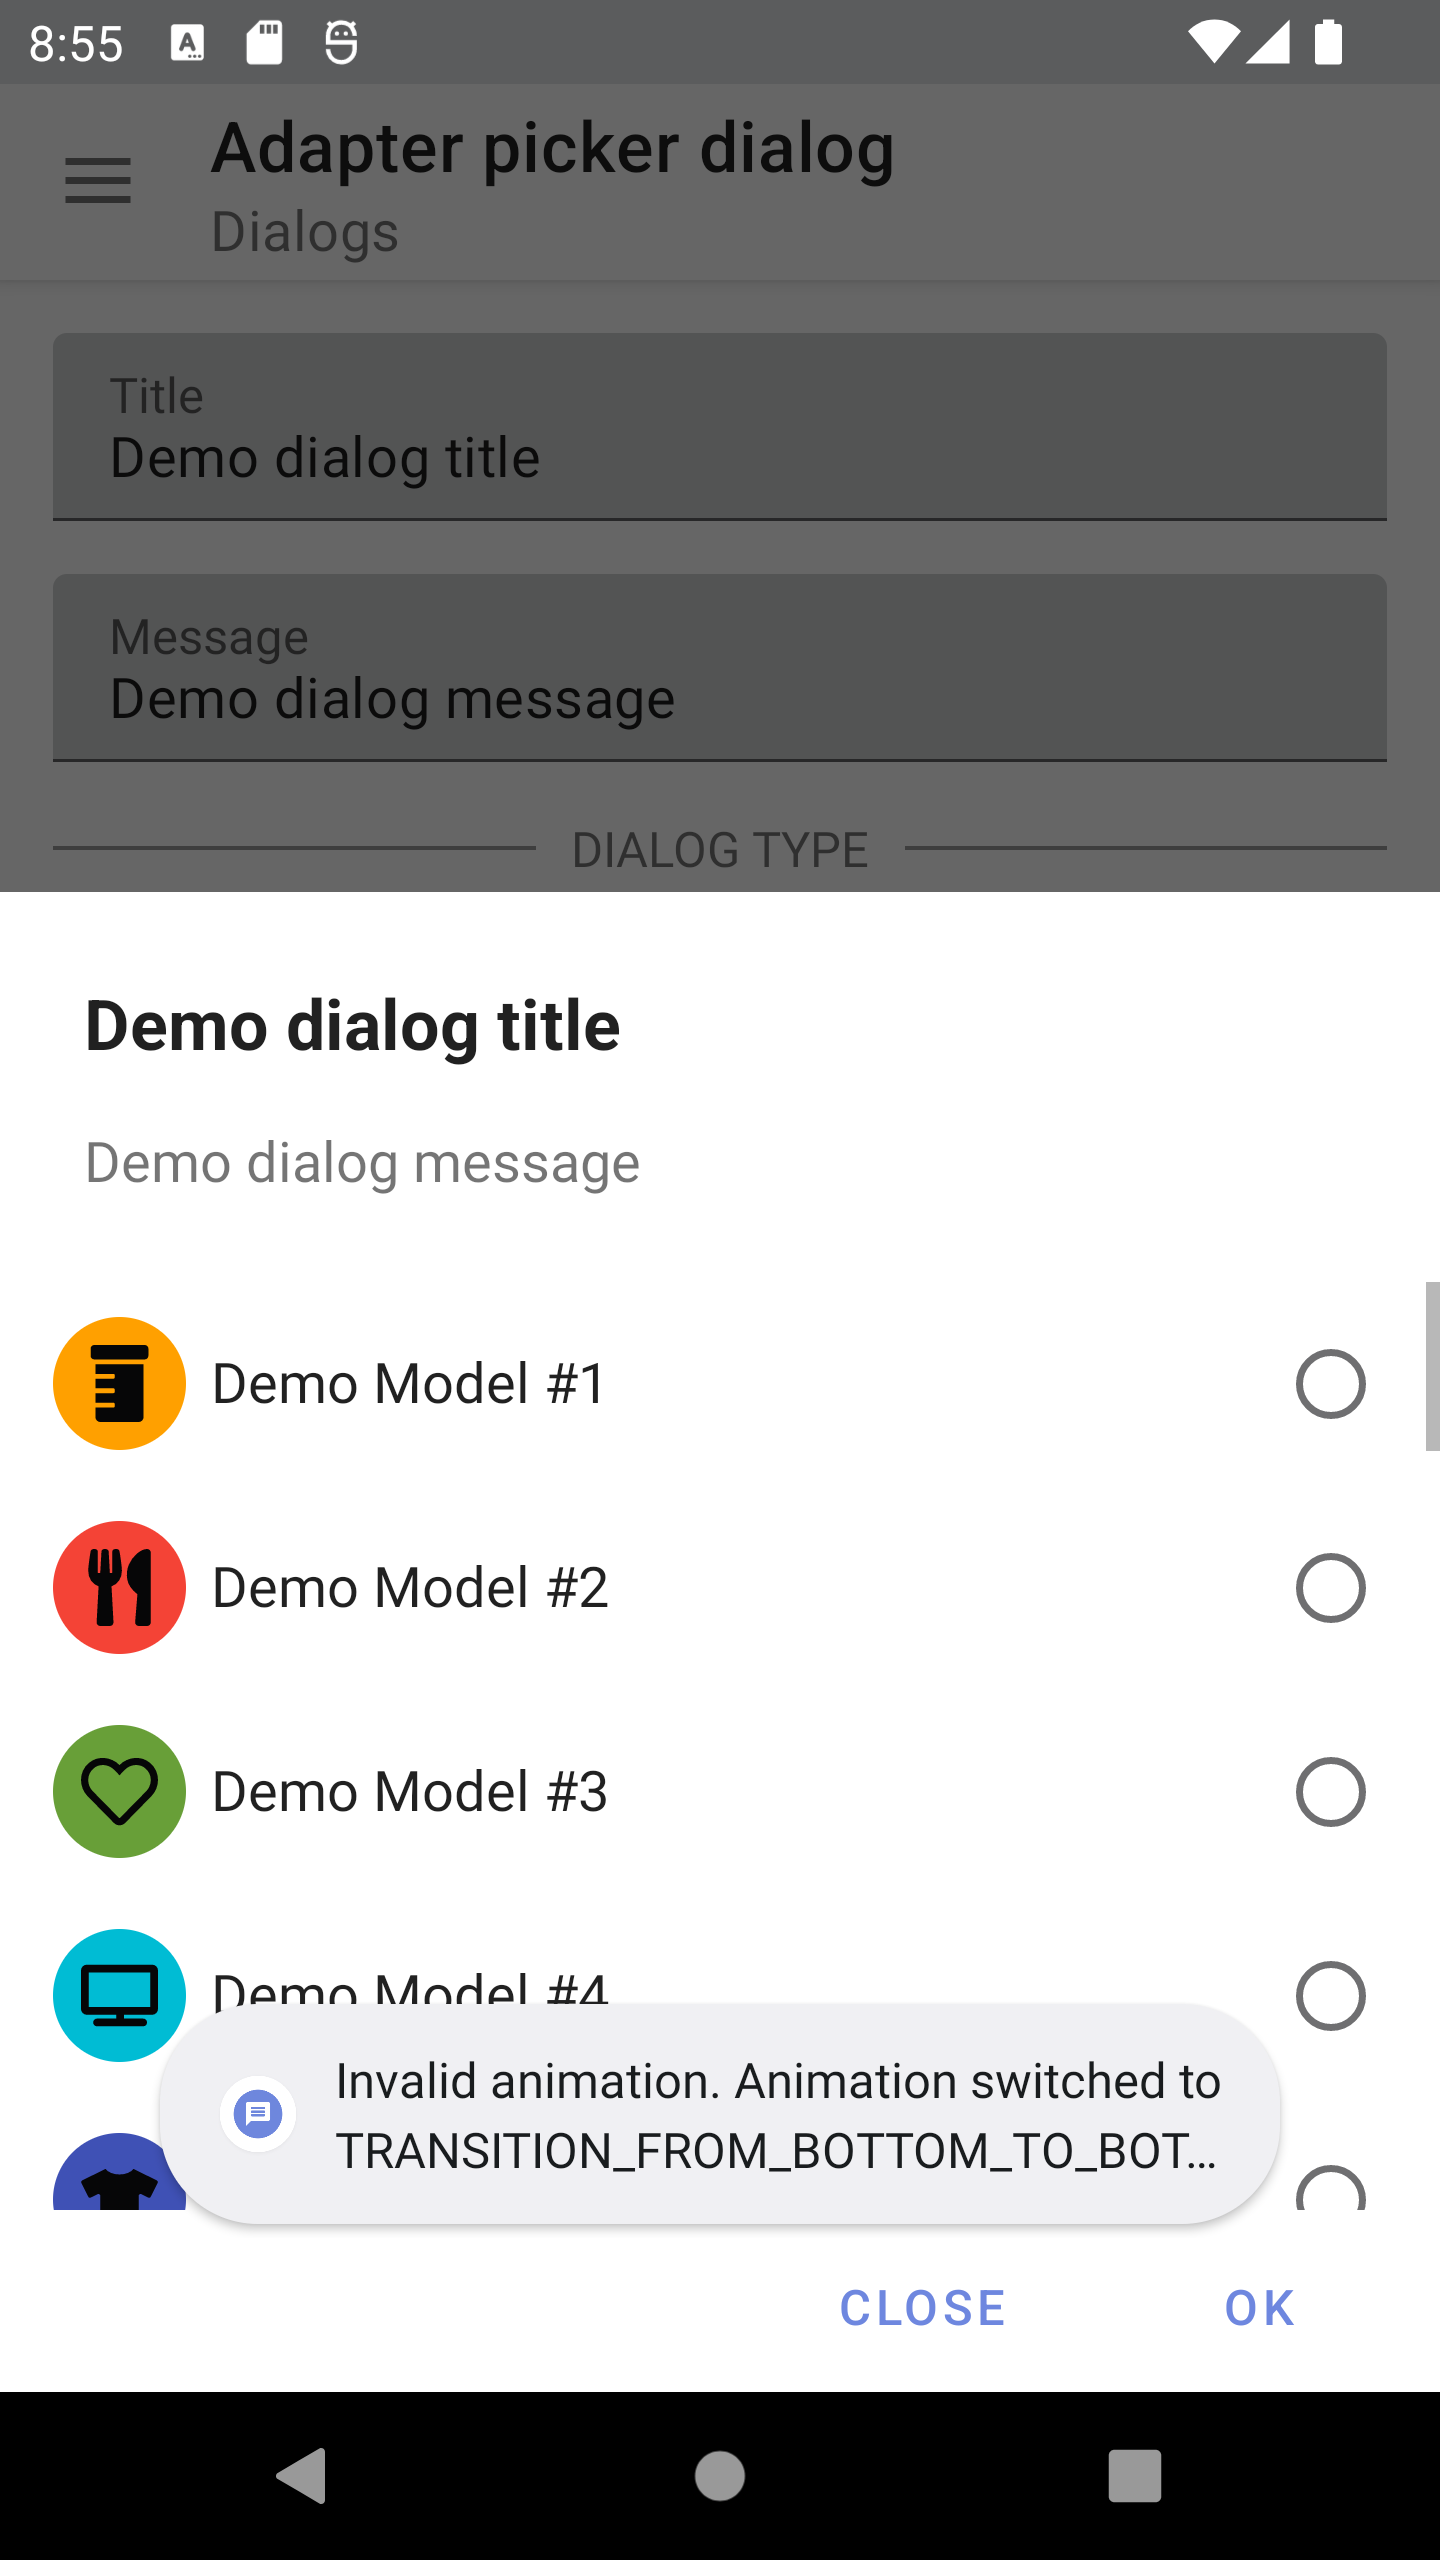 8:55
Adapter picker dialog
Dialogs
Title
Demo dialog title
Message
Demo dialog message
DIALOG TYPE
Demo dialog title
Demo dialog message
Demo Model #1
Demo Model #2
Demo Model #3
Demo Model #4
Invalid animation. Animation switched to
TRANSITION_FROM_BOTTOM_TO_BOT...
CLOSE
OK